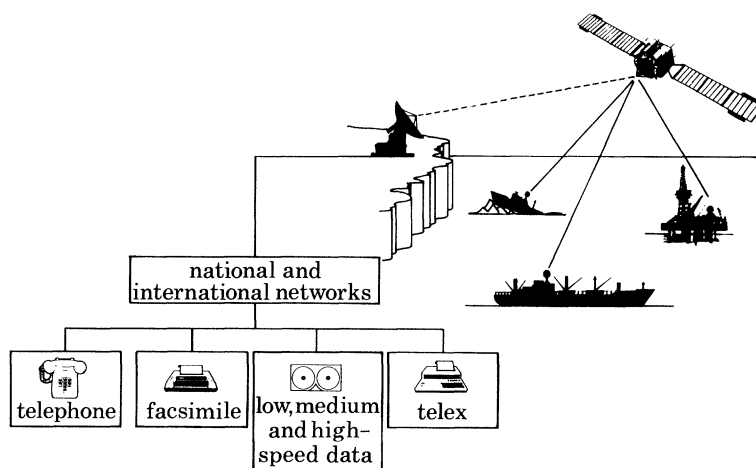 national and
international networks
telephone
facsimile
low, medium
and high-
speed data
telex